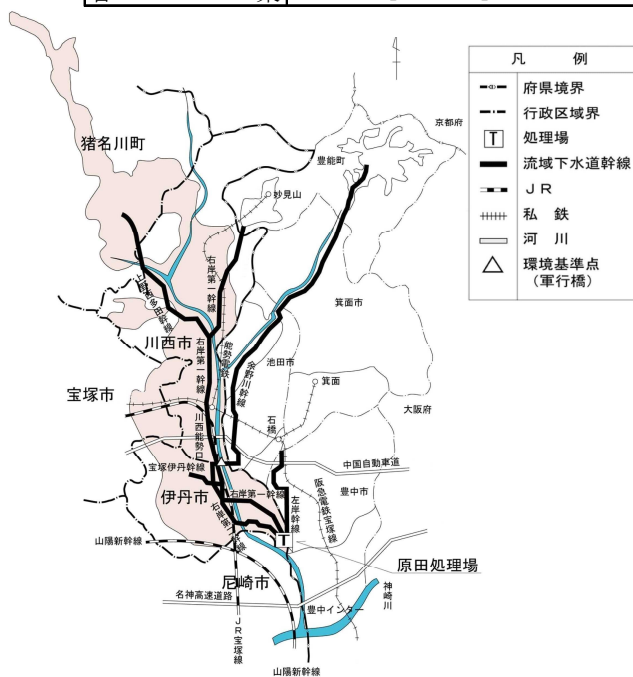 凡 例
府県境界
行政区域界
T 処理場
流域下水道幹線
ＪＲ
私鉄
河川
環境基準点
（軍行橋）
京都府
猪名川町
豊能町
妙見山
右岸第一幹線
箕面市
川西市
右岸第一幹線
能勢電鉄
余野川幹線
池田市
箕面
宝塚市
石橋
大阪府
川西能勢口
宝塚伊丹幹線
中国自動車道
伊丹市
右岸第一幹線
左岸幹線
阪急電鉄宝塚線
豊中市
山陽新幹線
T
原田処理場
尼崎市
名神高速道路
豊中インター
神崎川
ＪＲ宝塚線
山陽新幹線